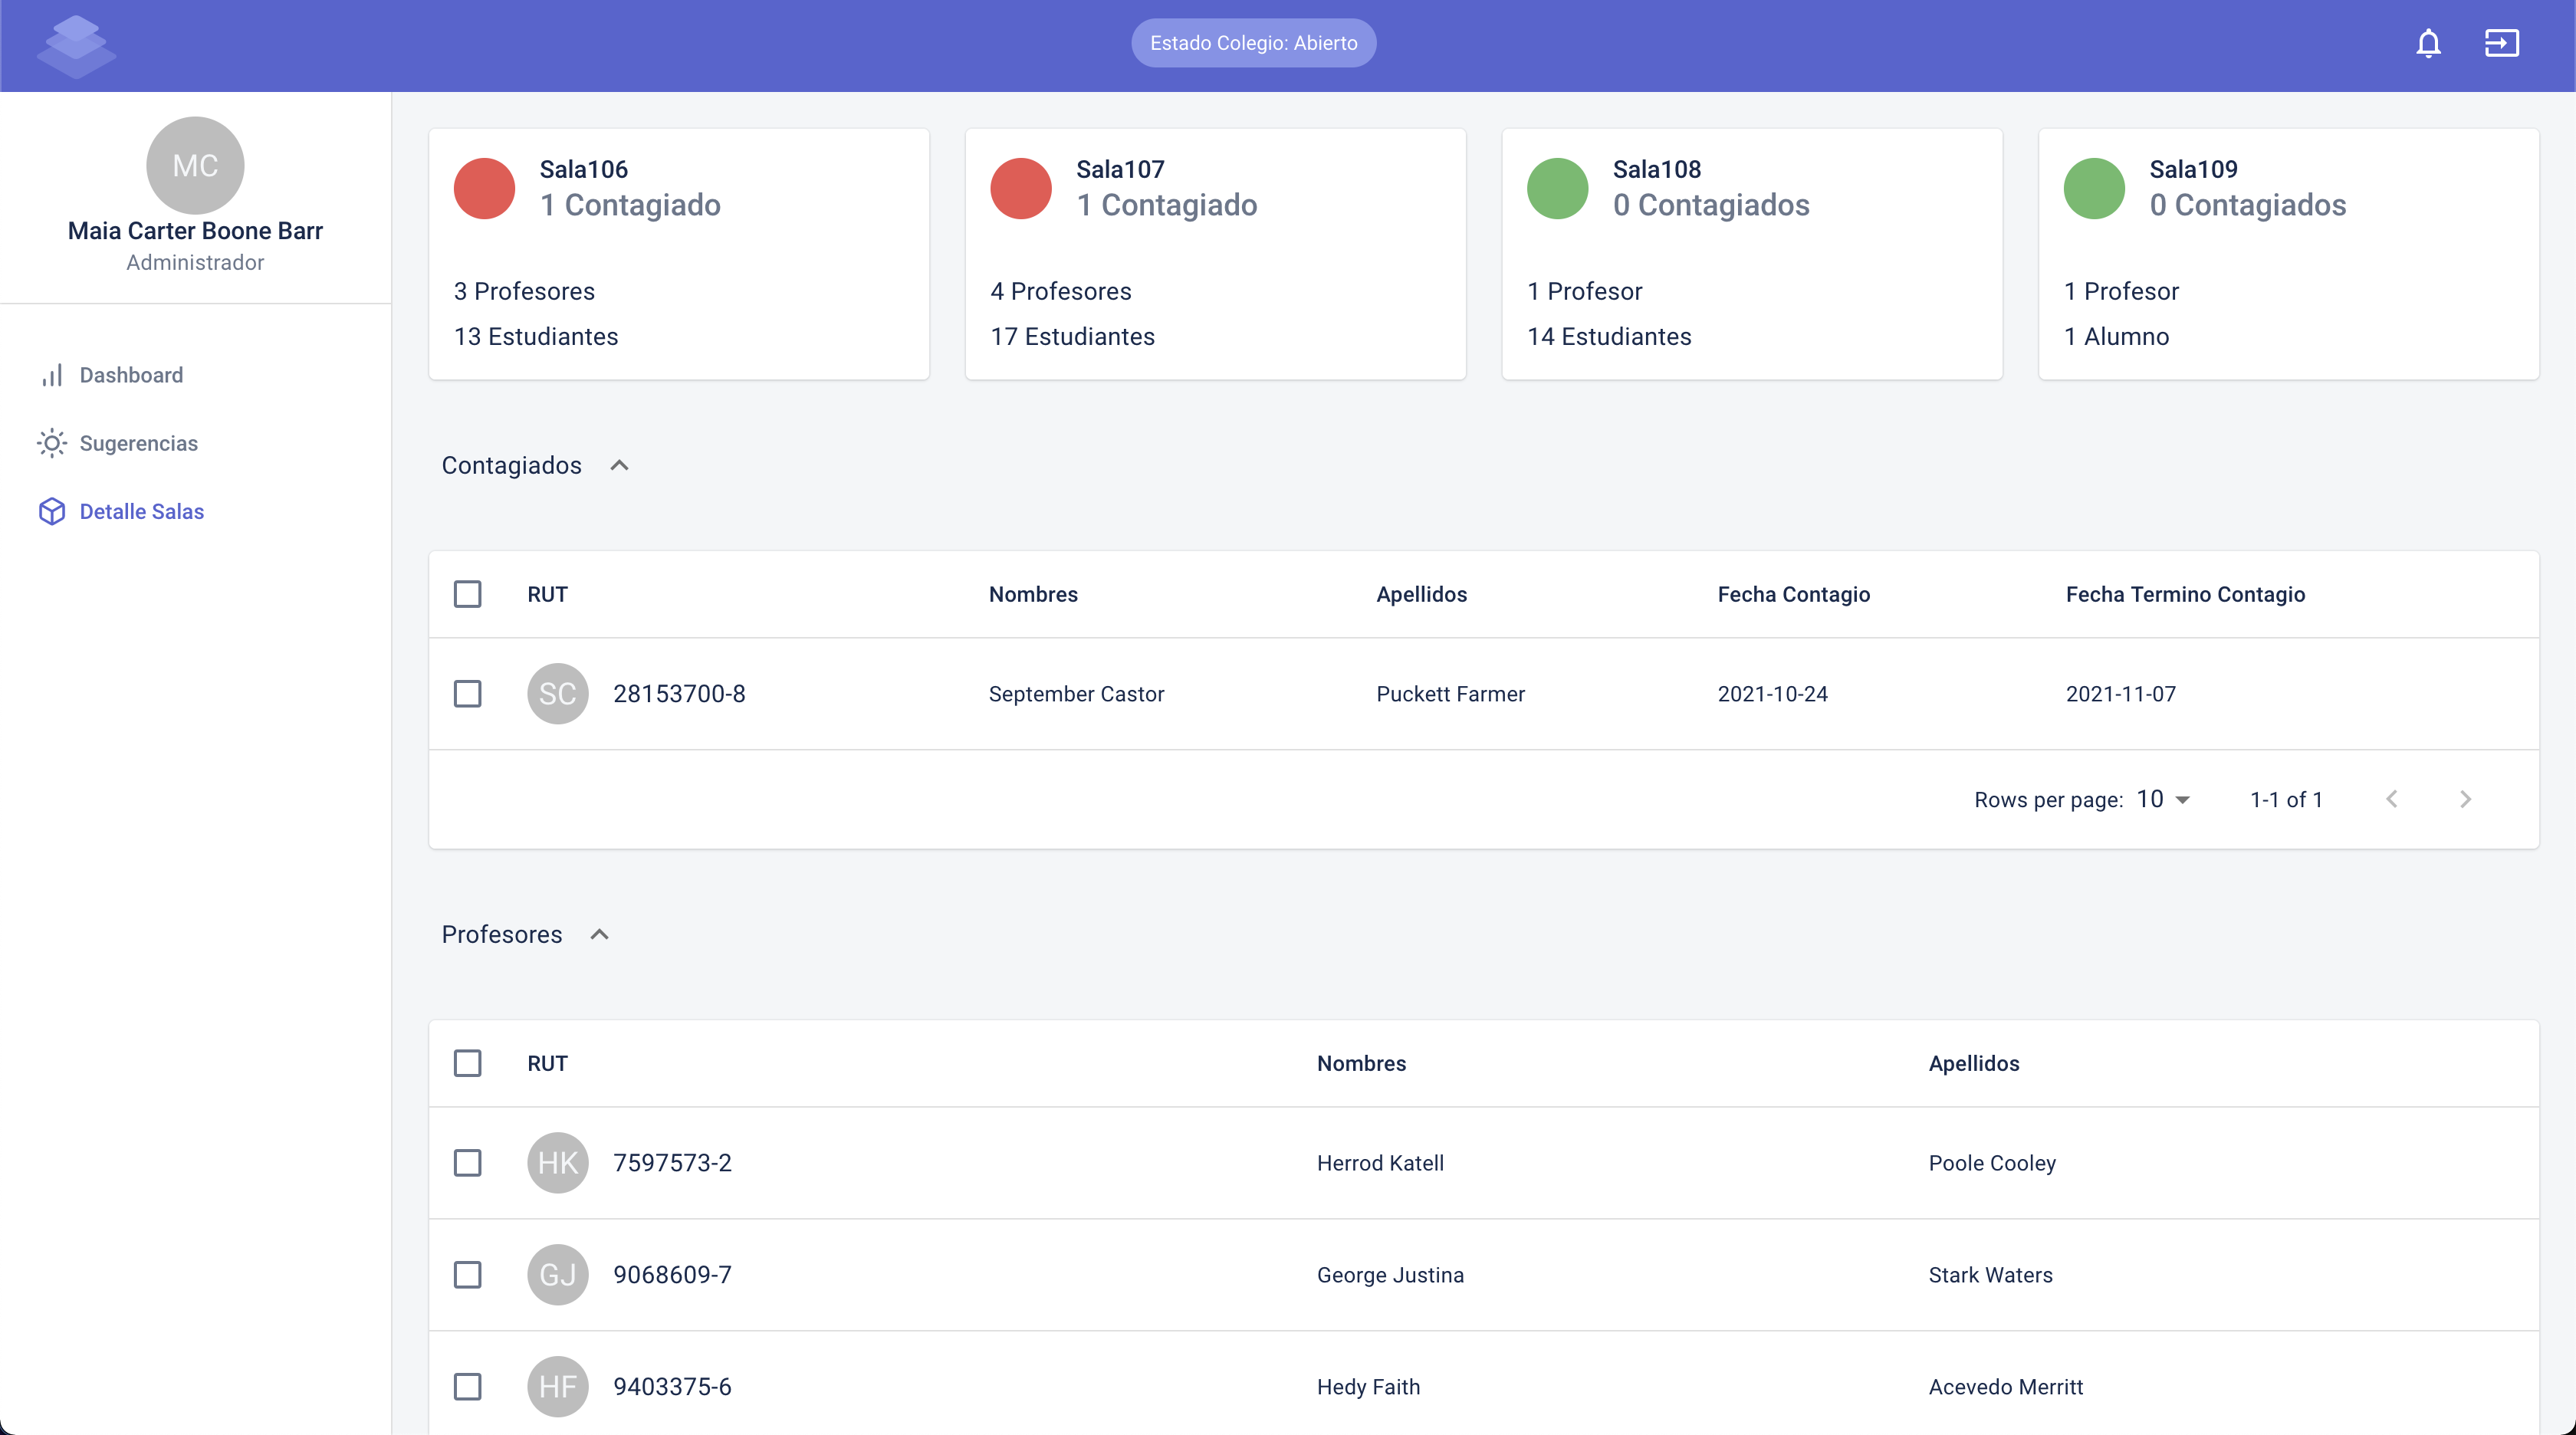 Estado Colegio: Abierto
MC
Maia Carter Boone Barr
Administrador
Dashboard
Sugerencias
Detalle Salas
Sala106
1 Contagiado
3 Profesores
13 Estudiantes
Sala107
1 Contagiado
4 Profesores
17 Estudiantes
Sala108
0 Contagiados
1 Profesor
14 Estudiantes
Sala109
0 Contagiados
1 Profesor
1 Alumno
Contagiados
RUT Nombres Apellidos Fecha Contagio Fecha Termino Contagio
SC 28153700-8 September Castor Puckett Farmer 2021-10-24 2021-11-07
Rows per page: 10 1-1 of 1
Profesores
RUT Nombres Apellidos
HK 7597573-2 Herrod Katell Poole Cooley
GJ 9068609-7 George Justina Stark Waters
HF 9403375-6 Hedy Faith Acevedo Merritt